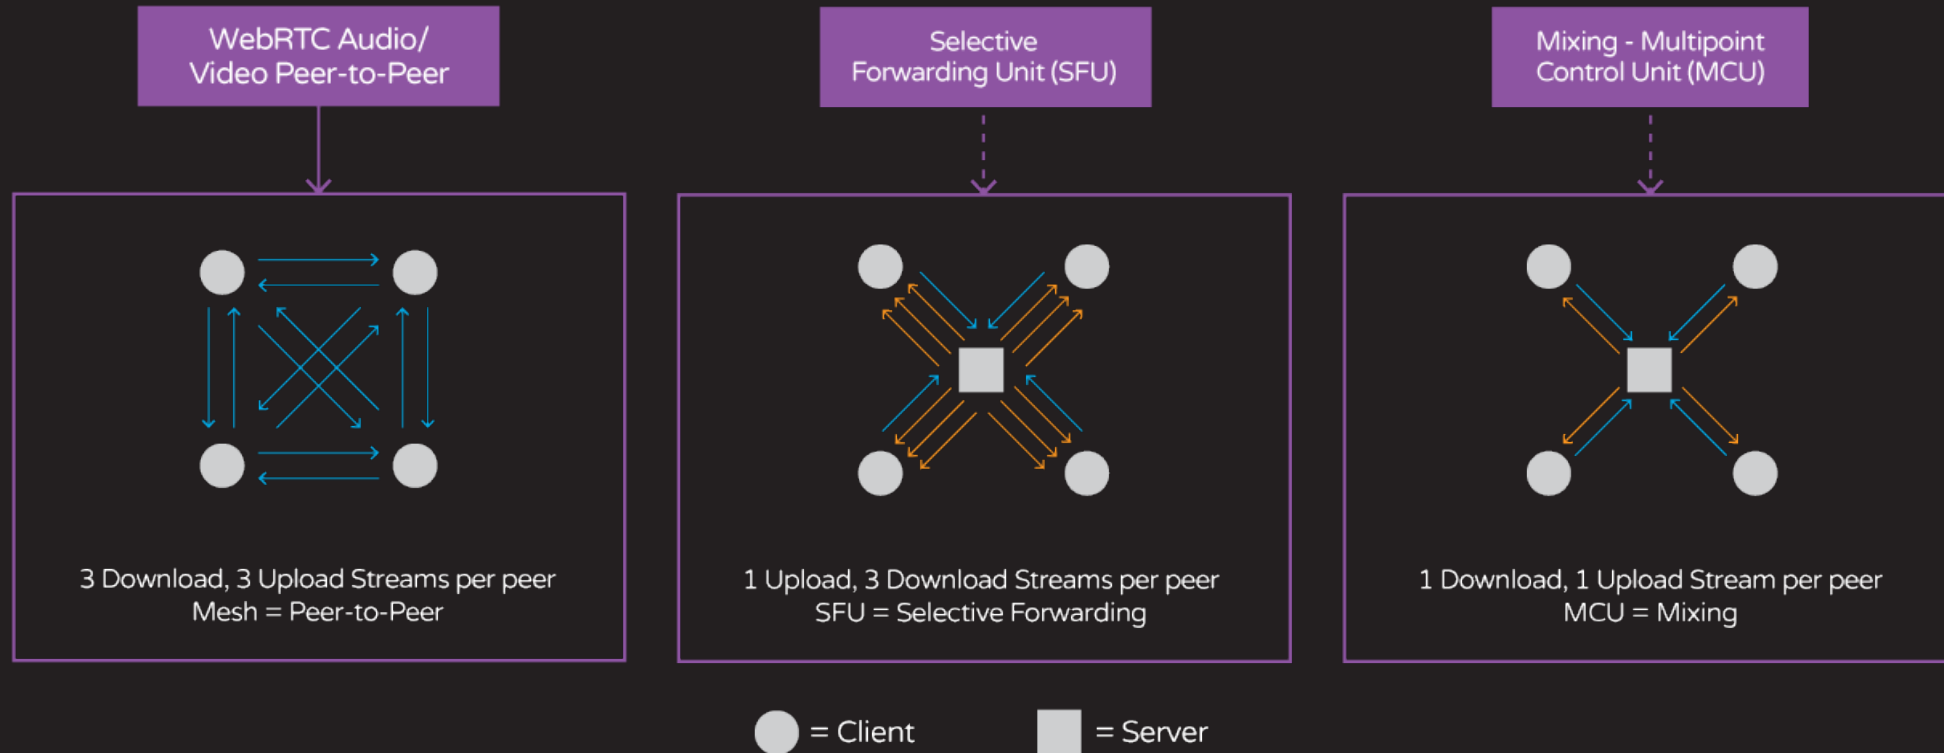 WebRTC Audio/
Video Peer-to-Peer
Selective
Forwarding Unit (SFU)
Mixing - Multipoint
Control Unit (MCU)
3 Download, 3 Upload Streams per peer
Mesh = Peer-to-Peer
1 Upload, 3 Download Streams per peer
SFU = Selective Forwarding
1 Download, 1 Upload Stream per peer
MCU = Mixing
= Client
= Server